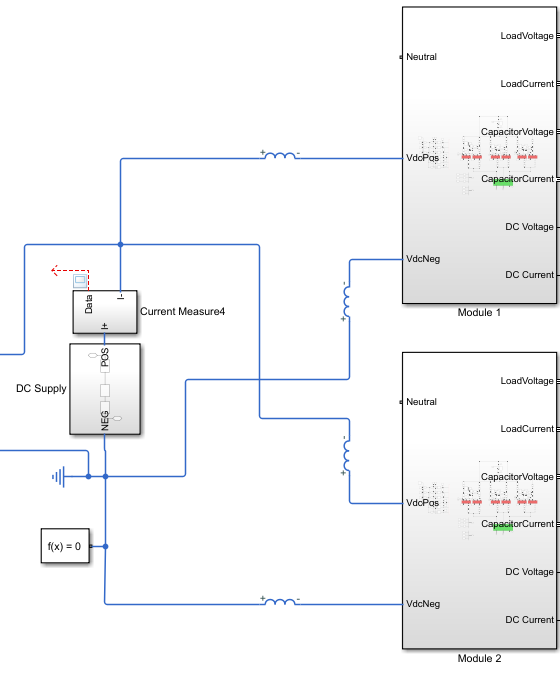 LoadVoltage
Neutral
LoadCurrent
CapacitorVoltage
+ -
VdcPos
CapacitorCurrent
DC Voltage
VdcNeg
DC Current
-
+
Module 1
Data
I-
I+
Current Measure4
DC Supply
POS
NEG
LoadVoltage
Neutral
LoadCurrent
-
+
CapacitorVoltage
VdcPos
CapacitorCurrent
f(x) = 0
DC Voltage
+ -
VdcNeg
DC Current
Module 2